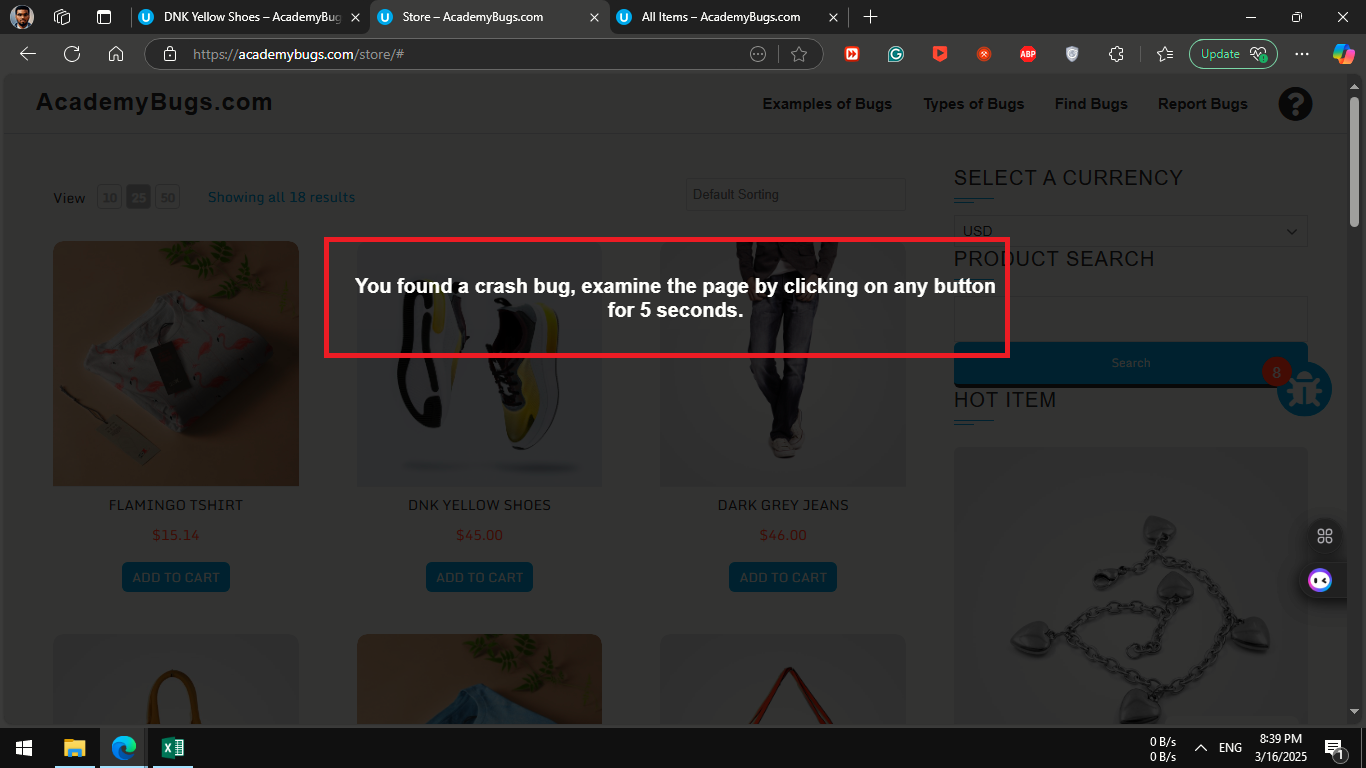 DNK Yellow Shoes – AcademyBug
Store – AcademyBugs.com
All Items – AcademyBugs.com
https://academybugs.com/store/#
ABP
Update
AcademyBugs.com
Examples of Bugs
Types of Bugs
Find Bugs
Report Bugs
?
View
10
25
50
Showing all 18 results
Default Sorting
SELECT A CURRENCY
USD
PRODUCT SEARCH
You found a crash bug, examine the page by clicking on any button
for 5 seconds.
Search
8
HOT ITEM
FLAMINGO TSHIRT
DNK YELLOW SHOES
DARK GREY JEANS
$15.14
$45.00
$46.00
ADD TO CART
ADD TO CART
ADD TO CART
0 B/s
0 B/s
ENG
8:39 PM
3/16/2025
1